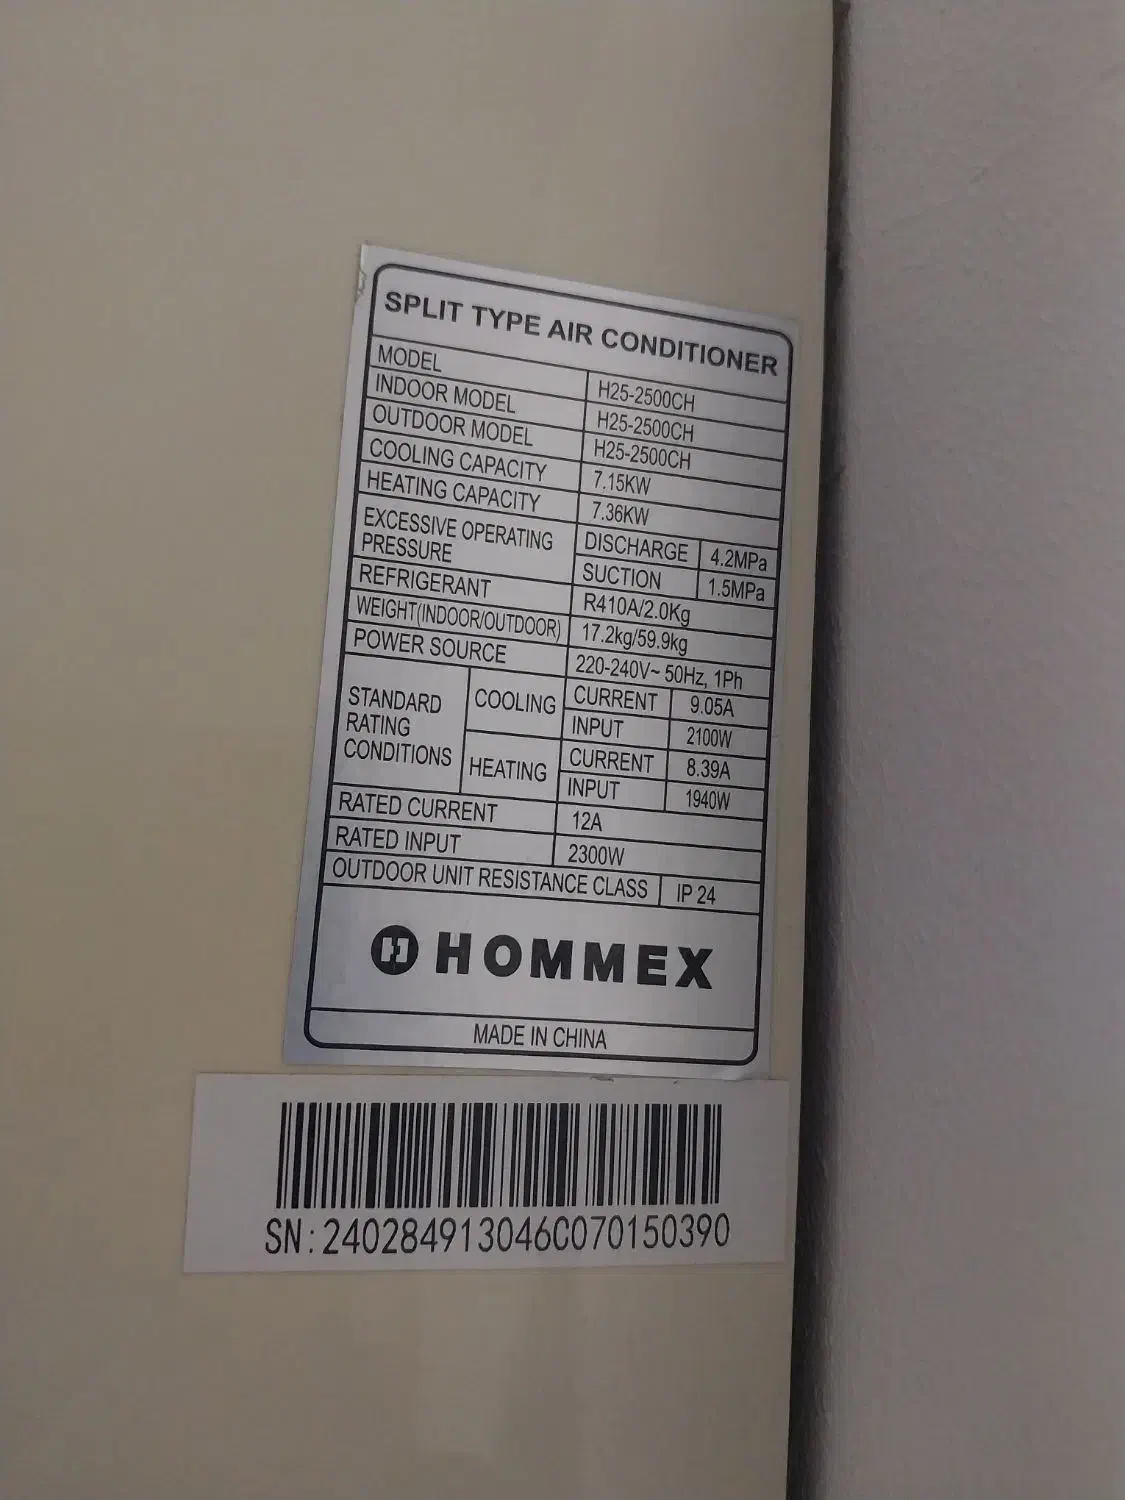 SPLIT TYPE AIR CONDITIONER
MODEL H25-2500CH
INDOOR MODEL H25-2500CH
OUTDOOR MODEL H25-2500CH
COOLING CAPACITY 7.15KW
HEATING CAPACITY 7.36KW
EXCESSIVE OPERATING PRESSURE DISCHARGE 4.2MPa
SUCTION 1.5MPa
REFRIGERANT R410A/2.0Kg
WEIGHT(INDOOR/OUTDOOR) 17.2kg/59.9kg
POWER SOURCE 220-240V~ 50Hz, 1Ph
STANDARD RATING CONDITIONS COOLING CURRENT 9.05A
INPUT 2100W
HEATING CURRENT 8.39A
INPUT 1940W
RATED CURRENT 12A
RATED INPUT 2300W
OUTDOOR UNIT RESISTANCE CLASS IP 24
HOMMEX
MADE IN CHINA
SN:240284913046C070150390